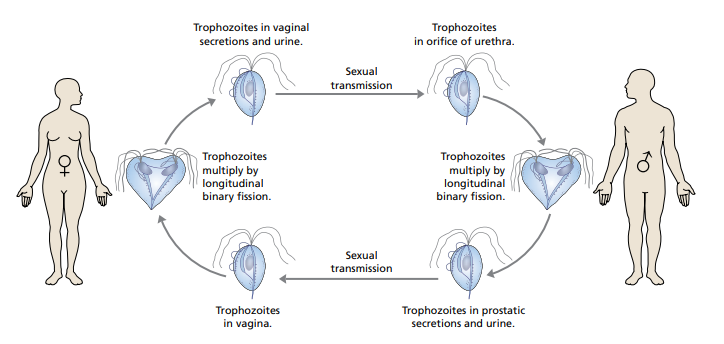 Trophozoites in vaginal
secretions and urine.
Trophozoites
in orifice of urethra.
Sexual
transmission
Trophozoites
multiply by
longitudinal
binary fission.
Trophozoites
multiply by
longitudinal
binary fission.
Sexual
transmission
Trophozoites
in vagina.
Trophozoites in prostatic
secretions and urine.